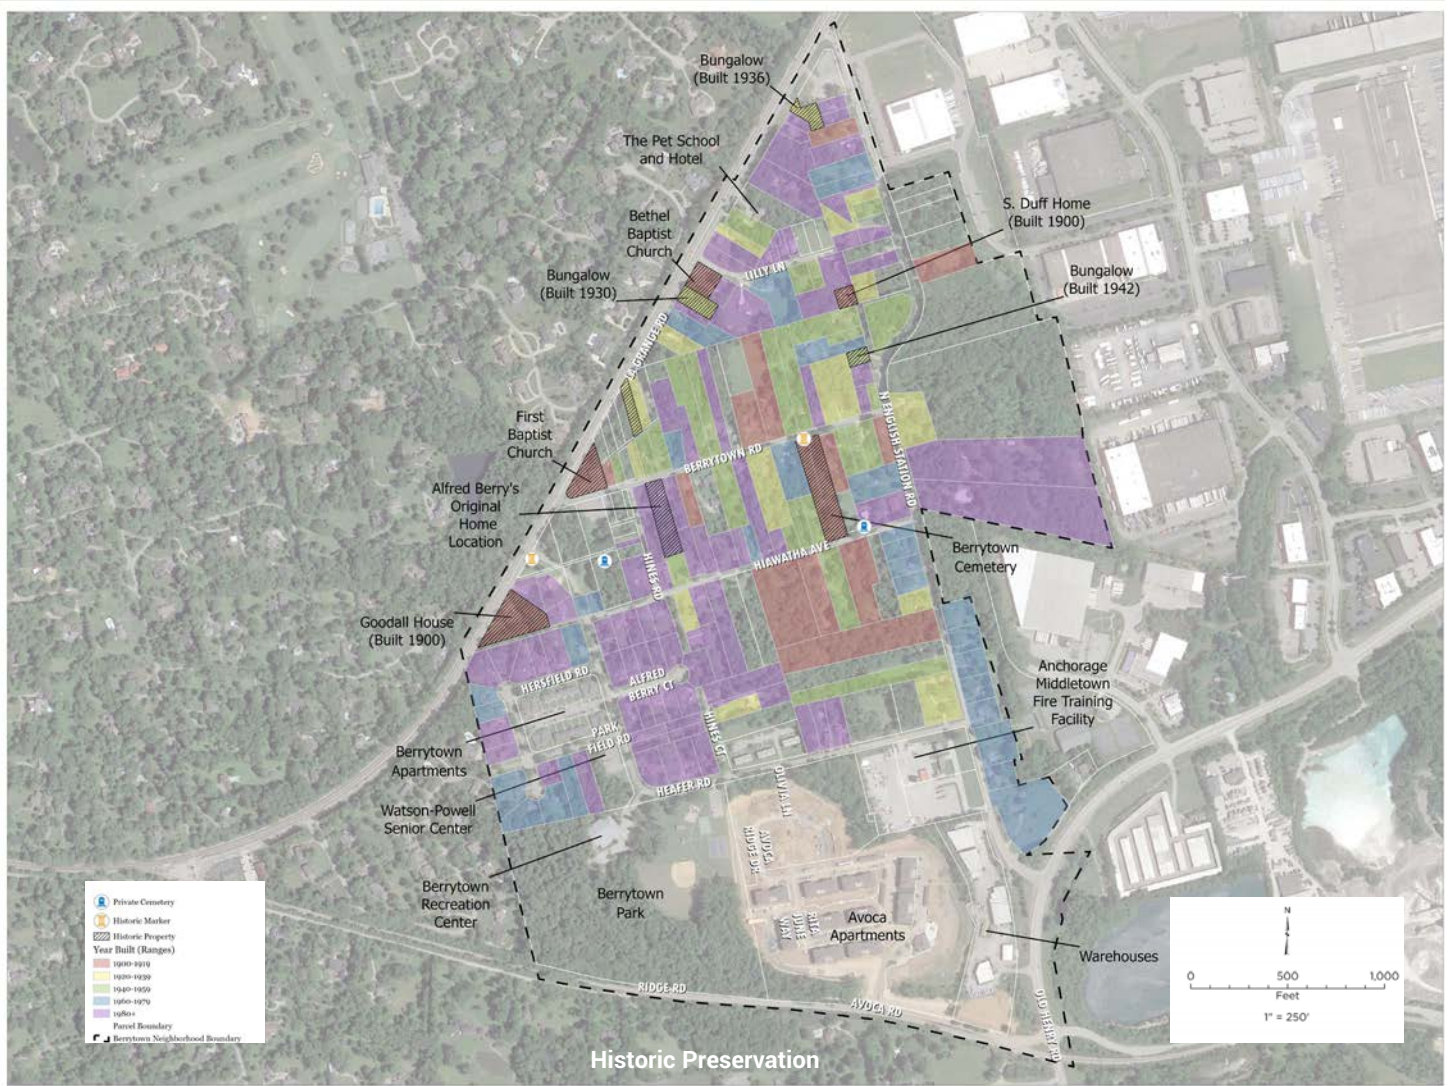 Bungalow
(Built 1936)
The Pet School
and Hotel
S. Duff Home
(Built 1900)
Bethel
Baptist
Church
Bungalow
(Built 1930)
Bungalow
(Built 1942)
LILLY LN
LA GRANGE RD
N ENGLISH STATION RD
First
Baptist
Church
BERRYTOWN RD
Alfred Berry's
Original
Home
Location
HIAWATHA AVE
Berrytown
Cemetery
HINES RD
Goodall House
(Built 1900)
HERSFIELD RD
ALFRED
BERRY CT
Anchorage
Middletown
Fire Training
Facility
PARK
FIELD RD
HINES CT
Berrytown
Apartments
HEAFER RD
OLIVIA LN
Watson-Powell
Senior Center
AVOCA
RIDGE DR
Berrytown
Recreation
Center
Berrytown
Park
RITA
JUNE
WAY
Avoca
Apartments
Warehouses
RIDGE RD
AVOCA RD
OLD HENRY RD
Private Cemetery
Historic Marker
Historic Property
Year Built (Ranges)
1900-1919
1920-1939
1940-1959
1960-1979
1980+
Parcel Boundary
Berrytown Neighborhood Boundary
N
0 500 1,000
Feet
1" = 250'
Historic Preservation